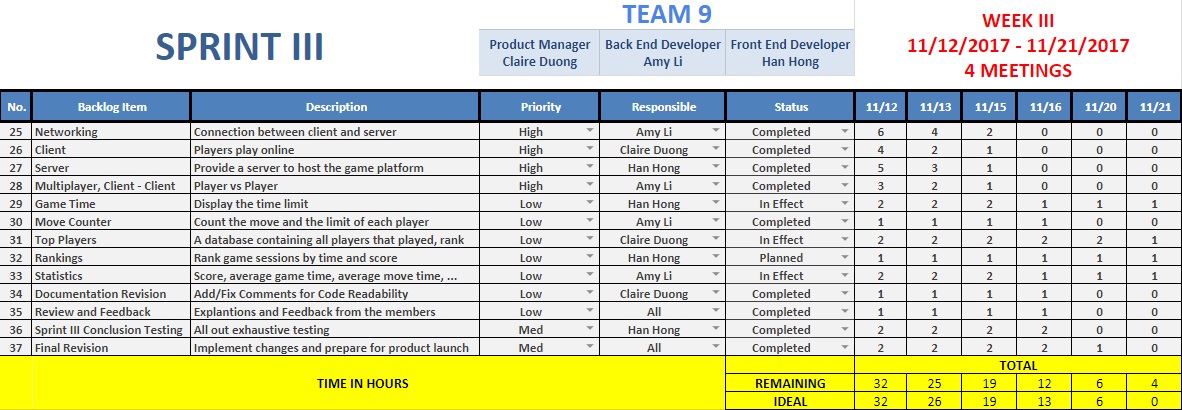 SPRINT III
TEAM 9
Product Manager Back End Developer Front End Developer
Claire Duong Amy Li Han Hong
WEEK III
11/12/2017 - 11/21/2017
4 MEETINGS
No. Backlog Item Description Priority Responsible Status 11/12 11/13 11/15 11/16 11/20 11/21
25 Networking Connection between client and server High Amy Li Completed 6 4 2 0 0 0
26 Client Players play online High Claire Duong Completed 4 2 1 0 0 0
27 Server Provide a server to host the game platform High Han Hong Completed 5 3 1 0 0 0
28 Multiplayer, Client - Client Player vs Player High Amy Li Completed 3 2 1 0 0 0
29 Game Time Display the time limit Low Han Hong In Effect 2 2 2 1 1 1
30 Move Counter Count the move and the limit of each player Low Amy Li Completed 1 1 1 1 0 0
31 Top Players A database containing all players that played, rank Low Claire Duong In Effect 2 2 2 2 2 1
32 Rankings Rank game sessions by time and score Low Han Hong Planned 1 1 1 1 1 1
33 Statistics Score, average game time, average move time, ... Low Amy Li In Effect 2 2 2 1 1 1
34 Documentation Revision Add/Fix Comments for Code Readability Low Claire Duong Completed 1 1 1 1 0 0
35 Review and Feedback Explantions and Feedback from the members Low All Completed 1 1 1 1 0 0
36 Sprint III Conclusion Testing All out exhaustive testing Med Han Hong Completed 2 2 2 2 0 0
37 Final Revision Implement changes and prepare for product launch Med All Completed 2 2 2 2 1 0
TIME IN HOURS
TOTAL
REMAINING 32 25 19 12 6 4
IDEAL 32 26 19 13 6 0